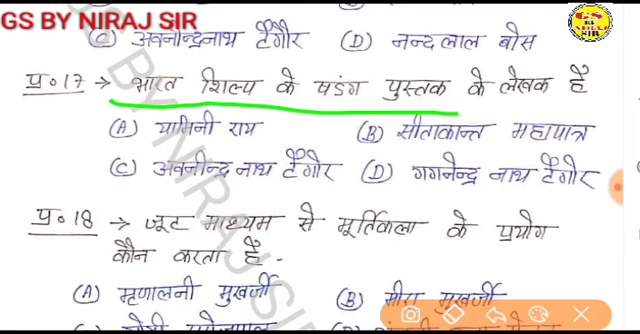 GS BY NIRAJ SIR
(C) अवनीन्द्रनाथ टैगौर (D) नन्दलाल बोस
प्र०17 → भारत शिल्प के षडंग पुस्तक के लेखक है
(A) यामिनी राय (B) सीताकान्त महापात्र
(C) अवनीन्द्र नाथ टैगौर (D) गगनेन्द्र नाथ टैगौर
प्र०18 → जूट माध्यम से मूर्तिकला के प्रयोग
कौन करता है -
(A) मृणालनी मुखर्जी (B) मीरा मुखर्जी